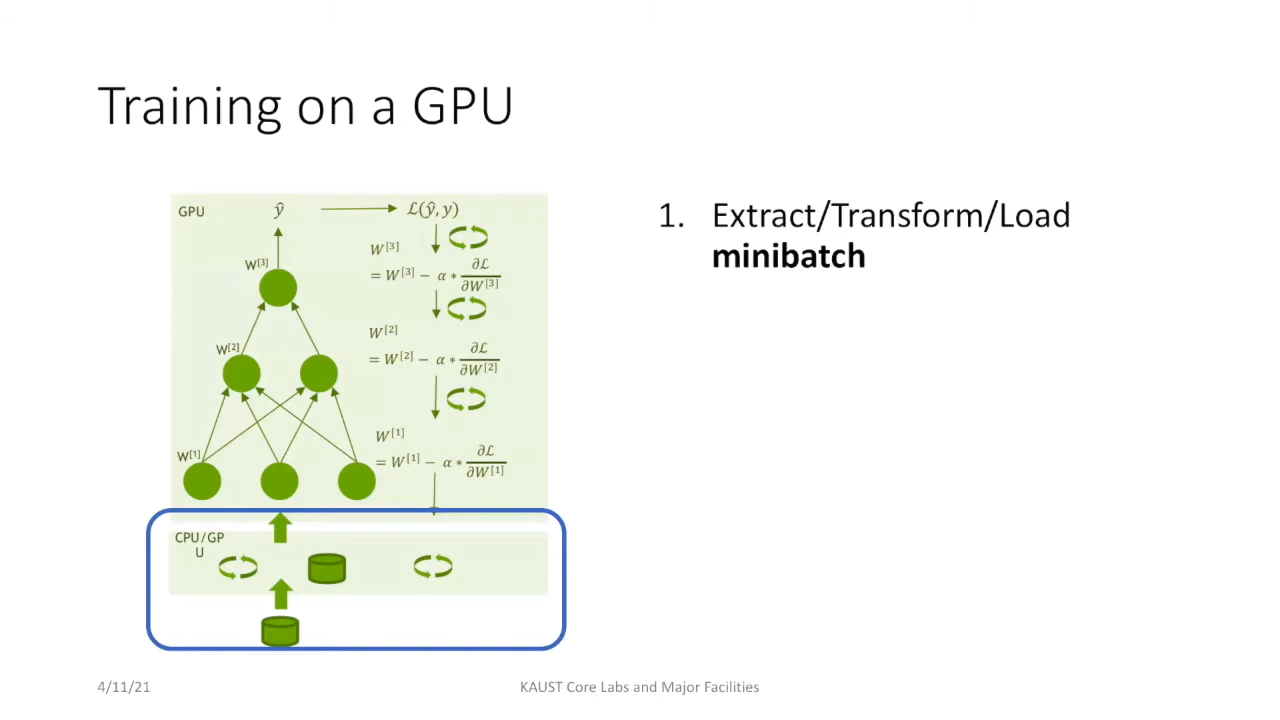 Training on a GPU
GPU
ŷ
ℒ(ŷ, y)
W[3]
W[3]
= W[3] − α * ∂ℒ/∂W[3]
W[2]
W[2]
= W[2] − α * ∂ℒ/∂W[2]
W[1]
W[1]
= W[1] − α * ∂ℒ/∂W[1]
CPU/GP
U
1. Extract/Transform/Load
minibatch
4/11/21
KAUST Core Labs and Major Facilities